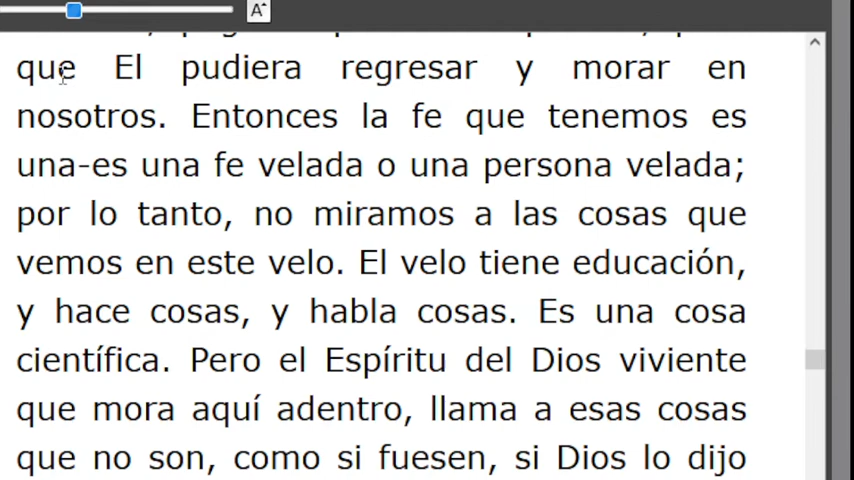 A
que El pudiera regresar y morar en
nosotros. Entonces la fe que tenemos es
una-es una fe velada o una persona velada;
por lo tanto, no miramos a las cosas que
vemos en este velo. El velo tiene educación,
y hace cosas, y habla cosas. Es una cosa
científica. Pero el Espíritu del Dios viviente
que mora aquí adentro, llama a esas cosas
que no son, como si fuesen, si Dios lo dijo